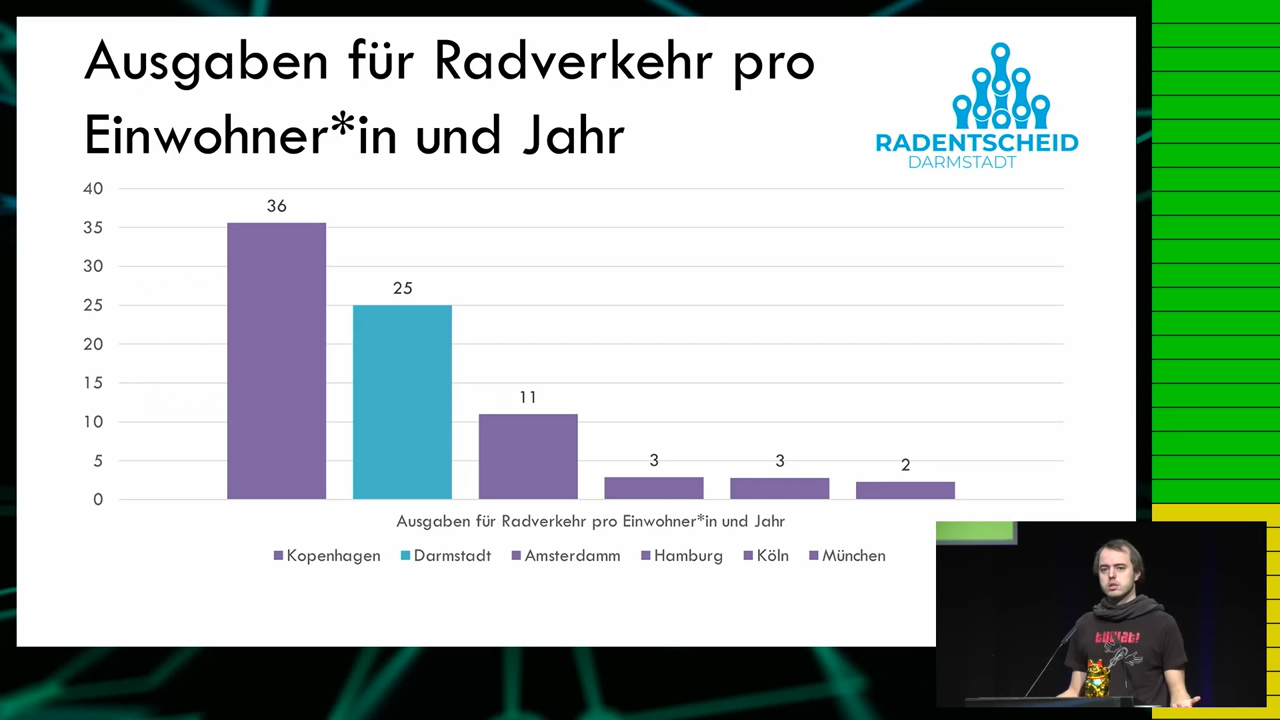 Ausgaben für Radverkehr pro
Einwohner*in und Jahr
RADENTSCHEID
DARMSTADT
40
35
30
25
20
15
10
5
0
36
25
11
3
3
2
Ausgaben für Radverkehr pro Einwohner*in und Jahr
Kopenhagen Darmstadt Amsterdamm Hamburg Köln München